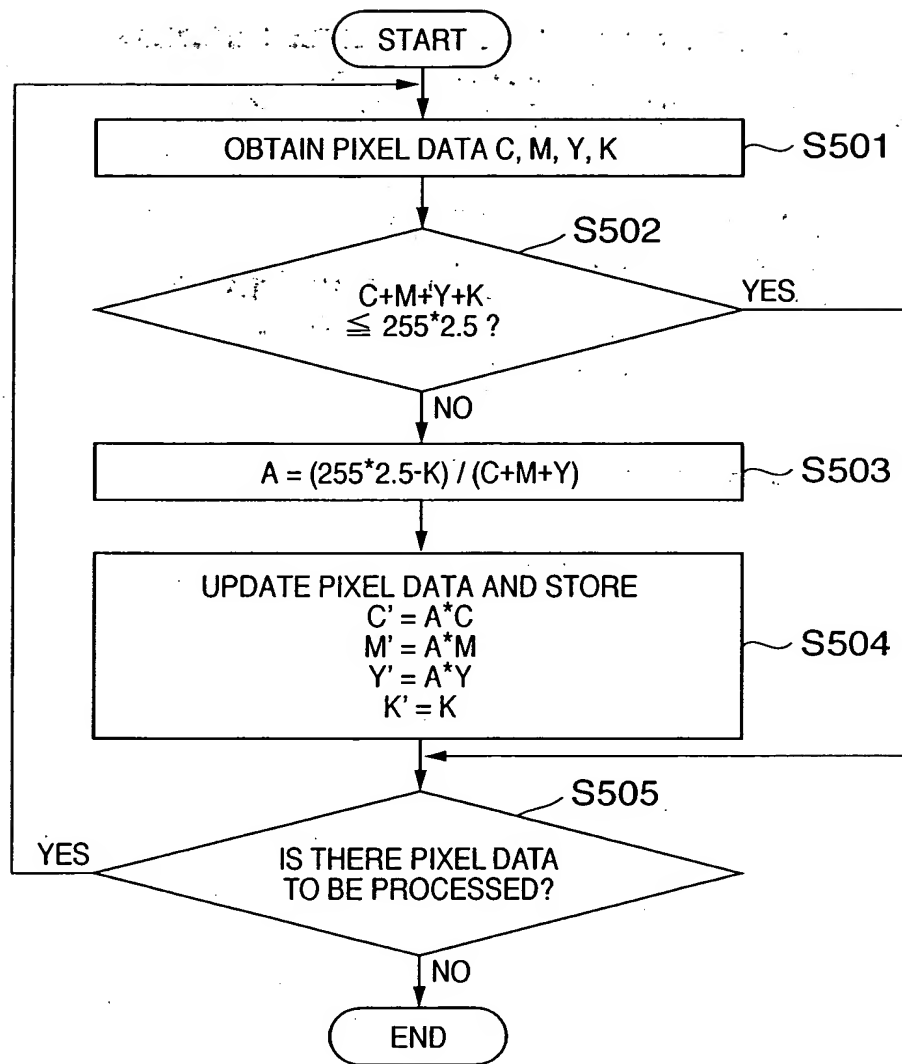 START
OBTAIN PIXEL DATA C, M, Y, K
S501
S502
C+M+Y+K
≦ 255*2.5 ?
YES
NO
A = (255*2.5-K) / (C+M+Y)
S503
UPDATE PIXEL DATA AND STORE
C' = A*C
M' = A*M
Y' = A*Y
K' = K
S504
S505
YES
IS THERE PIXEL DATA
TO BE PROCESSED?
NO
END